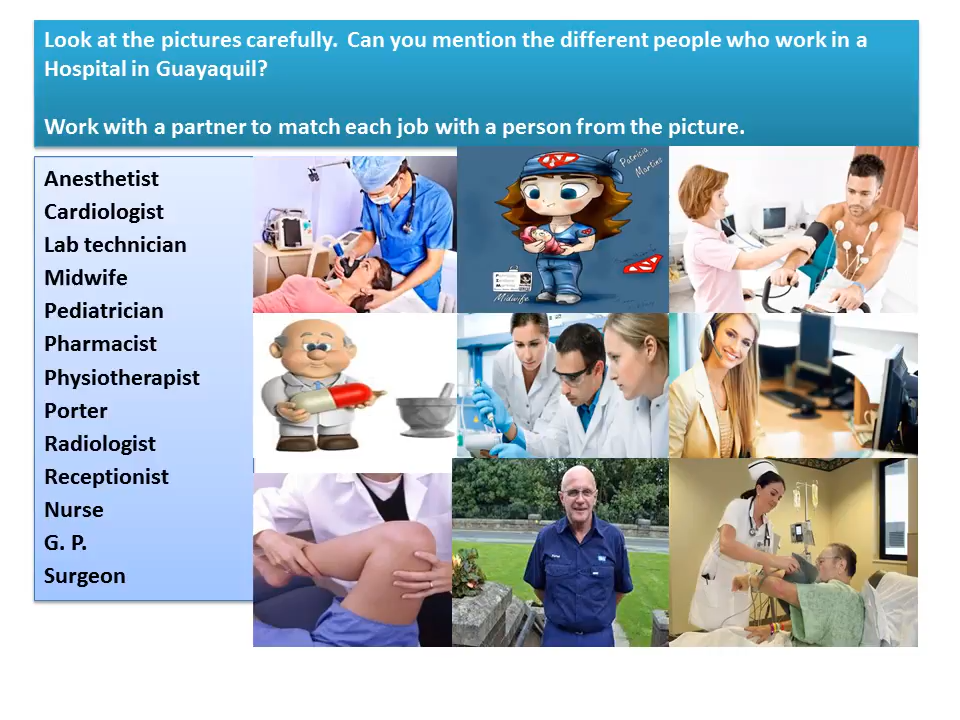 Look at the pictures carefully.  Can you mention the different people who work in a
Hospital in Guayaquil?
Work with a partner to match each job with a person from the picture.
Anesthetist
Cardiologist
Lab technician
Midwife
Pediatrician
Pharmacist
Physiotherapist
Porter
Radiologist
Receptionist
Nurse
G. P.
Surgeon
Patricia
Martins
Midwife